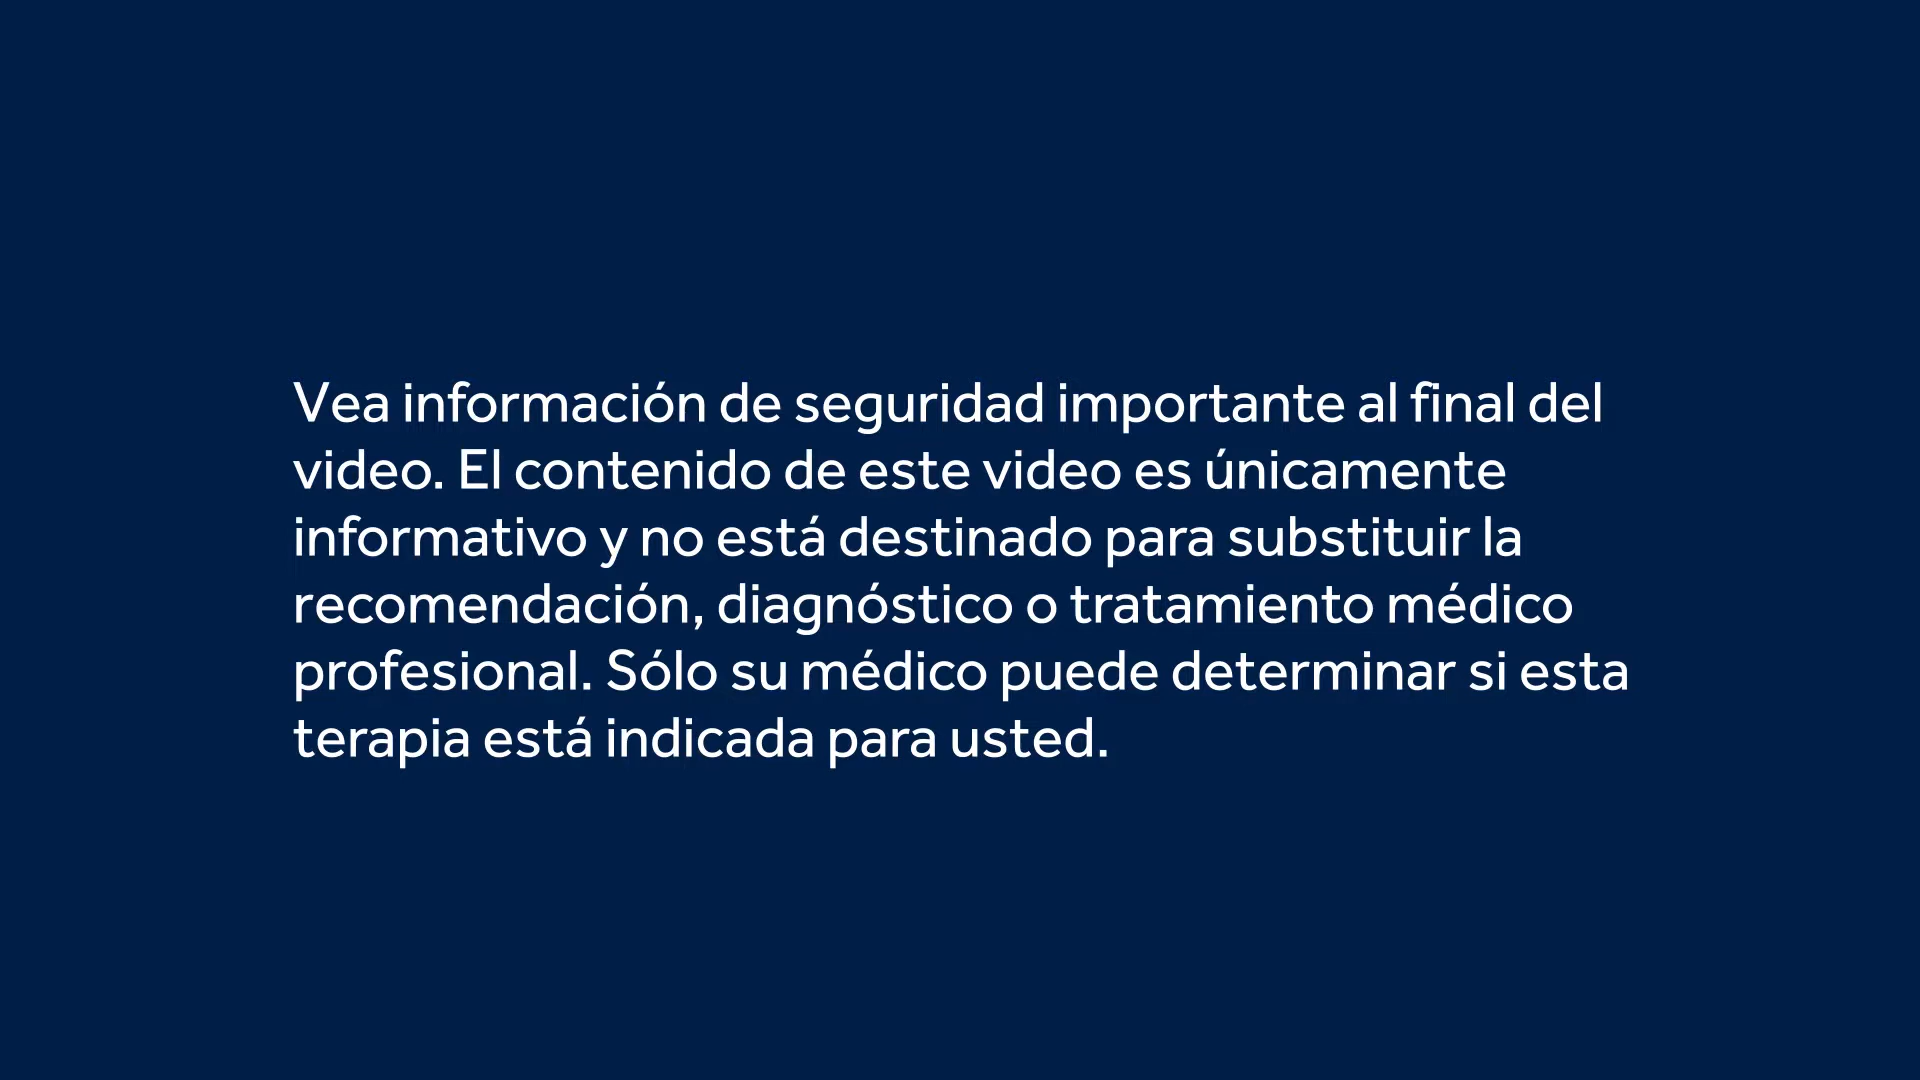 Vea información de seguridad importante al final del
video. El contenido de este video es únicamente
informativo y no está destinado para substituir la
recomendación, diagnóstico o tratamiento médico
profesional. Sólo su médico puede determinar si esta
terapia está indicada para usted.